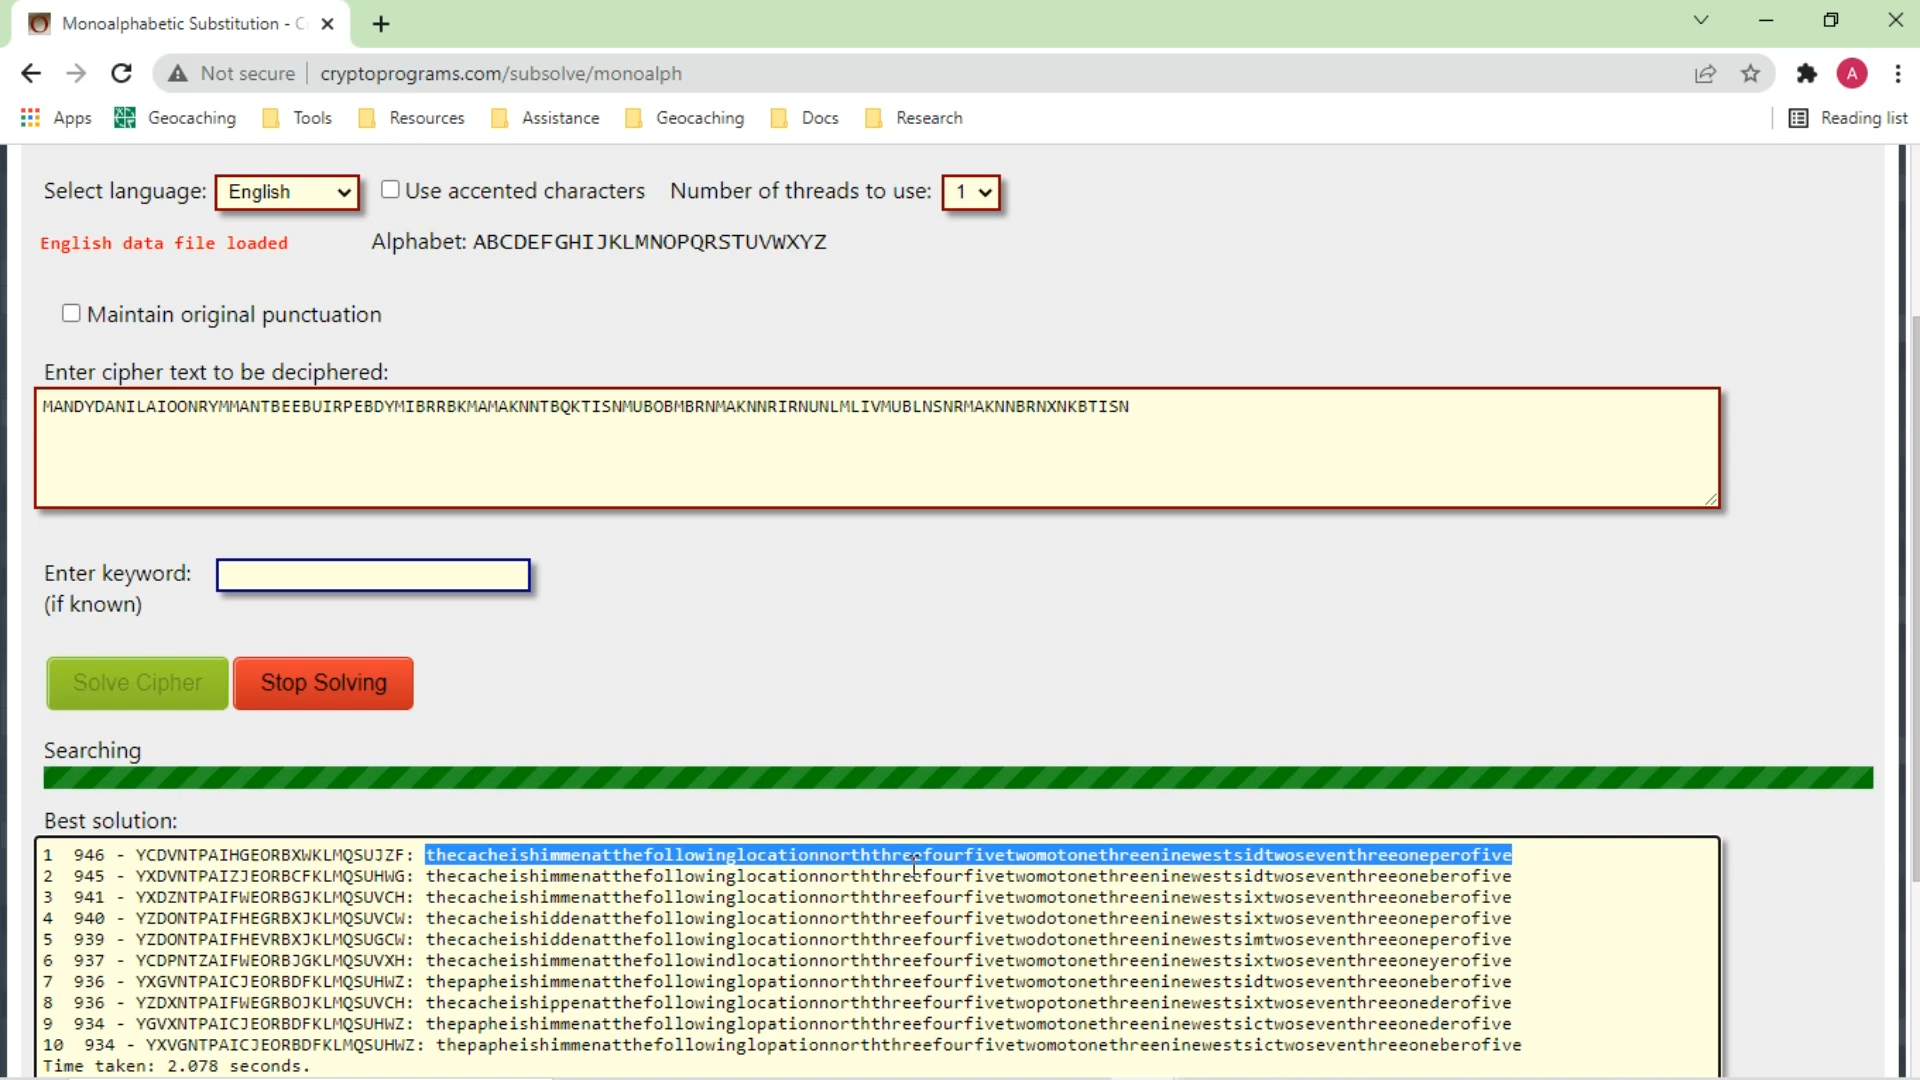 Monoalphabetic Substitution - C
Not secure
cryptoprograms.com/subsolve/monoalph
A
Apps
Geocaching
Tools
Resources
Assistance
Geocaching
Docs
Research
Reading list
Select language: English
Use accented characters
Number of threads to use: 1
English data file loaded
Alphabet: ABCDEFGHIJKLMNOPQRSTUVWXYZ
Maintain original punctuation
Enter cipher text to be deciphered:
MANDYDANILAIOONRYMMANTBEEBUIRPEBDYMIBRRBKMAMAKNNTBQKTISNMUBOBMBRNMAKNNRIRNUNLMLIVMUBLNSNRMAKNNBRNXNKBTISN
Enter keyword:
(if known)
Solve Cipher
Stop Solving
Searching
Best solution:
1 946 - YCDVNTPAIHGEORBXWKLMQSUJZF: thecacheishimmenatthefollowinglocationnorththreefourfivetwomotonethreeninewestsidtwoseventhreeoneperofive
2 945 - YXDVNTPAIZJEORBCFKLMQSUHWG: thecacheishimmenatthefollowinglocationnorththreefourfivetwomotonethreeninewestsidtwoseventhreeoneberofive
3 941 - YXDZNTPAIFWEORBGJKLMQSUVCH: thecacheishimmenatthefollowinglocationnorththreefourfivetwomotonethreeninewestsixtwoseventhreeoneberofive
4 940 - YZDONTPAIFHEGRBXJKLMQSUVCW: thecacheishiddenatthefollowinglocationnorththreefourfivetwodotonethreeninewestsixtwoseventhreeoneperofive
5 939 - YZDONTPAIFHEVRBXJKLMQSUGCW: thecacheishiddenatthefollowinglocationnorththreefourfivetwodotonethreeninewestsimtwoseventhreeoneperofive
6 937 - YCDPNTZAIFWEORBJGKLMQSUVXH: thecacheishimmenatthefollowindlocationnorththreefourfivetwomotonethreeninewestsixtwoseventhreeoneyerofive
7 936 - YXGVNTPAICJEORBDFKLMQSUHWZ: thepapheishimmenatthefollowinglopationnorththreefourfivetwomotonethreeninewestsidtwoseventhreeoneberofive
8 936 - YZDXNTPAIFWEGRBOJKLMQSUVCH: thecacheishippenatthefollowinglocationnorththreefourfivetwopotonethreeninewestsixtwoseventhreeonederofive
9 934 - YGVXNTPAICJEORBDFKLMQSUHWZ: thepapheishimmenatthefollowinglopationnorththreefourfivetwomotonethreeninewestsictwoseventhreeonederofive
10 934 - YXVGNTPAICJEORBDFKLMQSUHWZ: thepapheishimmenatthefollowinglopationnorththreefourfivetwomotonethreeninewestsictwoseventhreeoneberofive
Time taken: 2.078 seconds.